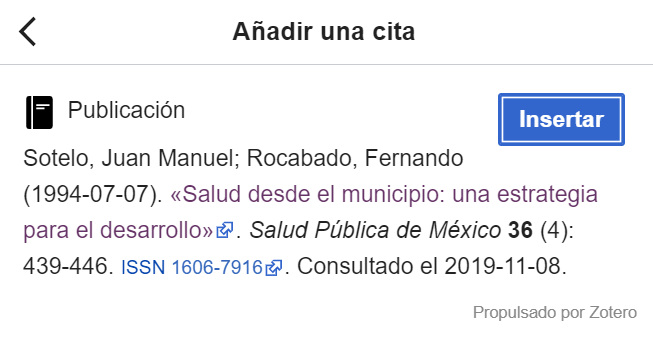 Añadir una cita
Publicación
Insertar
Sotelo, Juan Manuel; Rocabado, Fernando
(1994-07-07). «Salud desde el municipio: una estrategia
para el desarrollo». Salud Pública de México 36 (4):
439-446. ISSN 1606-7916. Consultado el 2019-11-08.
Propulsado por Zotero